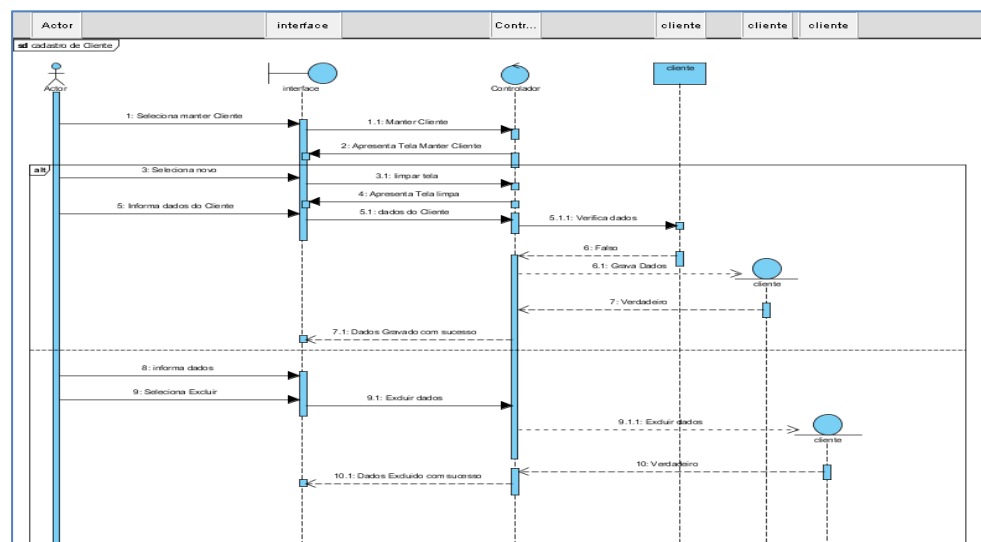 Actor interface Contr... cliente cliente cliente
sd cadastro de Cliente
Actor interface Controlador cliente
1: Seleciona manter Cliente
1.1: Manter Cliente
2: Apresenta Tela Manter Cliente
alt
3: Seleciona novo
3.1: limpar tela
4: Apresenta Tela limpa
5: Informa dados do Cliente
5.1: dados do Cliente
5.1.1: Verifica dados
6: Falso
6.1: Grava Dados
cliente
7: Verdadeiro
7.1: Dados Gravado com sucesso
8: informa dados
9: Seleciona Excluir
9.1: Excluir dados
9.1.1: Excluir dados
cliente
10: Verdadeiro
10.1: Dados Excluido com sucesso